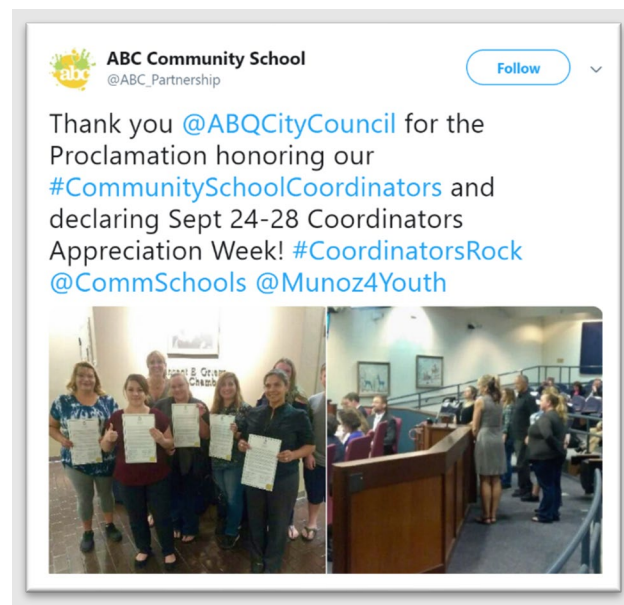 abc
ABC Community School
@ABC_Partnership
Follow
Thank you @ABQCityCouncil for the
Proclamation honoring our
#CommunitySchoolCoordinators and
declaring Sept 24-28 Coordinators
Appreciation Week! #CoordinatorsRock
@CommSchools @Munoz4Youth